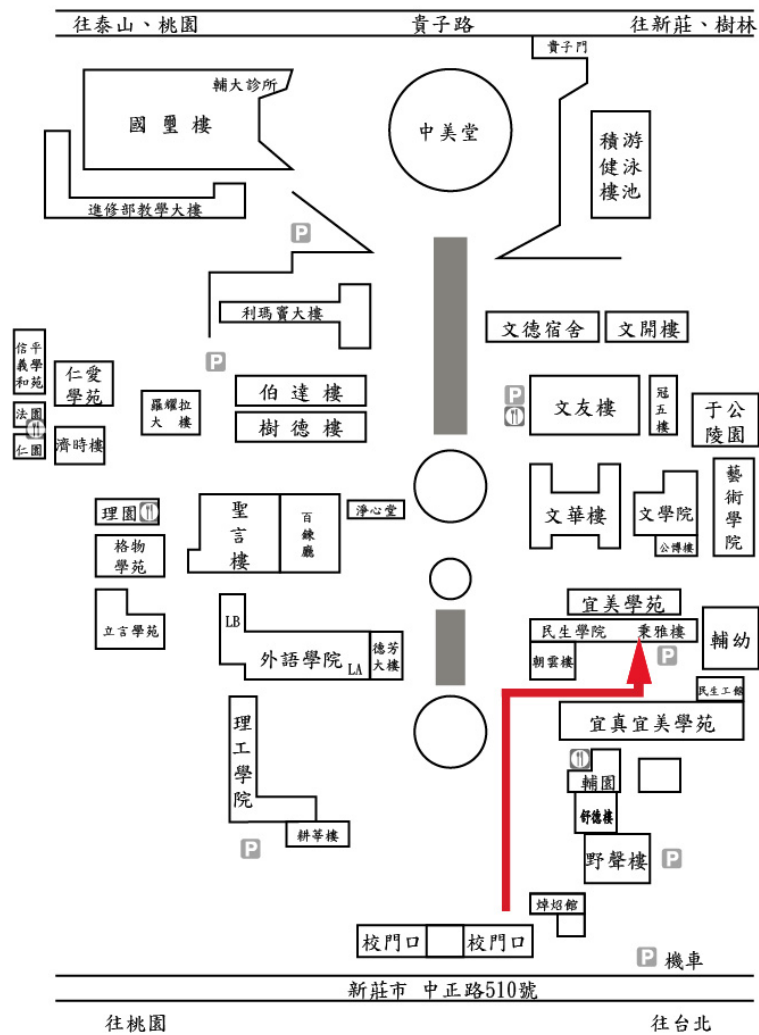 往泰山、桃園
貴子路
往新莊、樹林
貴子門
輔大診所
國璽樓
中美堂
積健樓
游泳池
進修部教學大樓
P
利瑪竇大樓
文德宿舍
文開樓
信義和
平學苑
仁愛
學苑
P
羅耀拉
大樓
伯達樓
樹德樓
P
文友樓
冠五樓
于公
陵園
法園
仁園
濟時樓
理園
格物
學苑
聖言樓
百鍊廳
淨心堂
文華樓
文學院
公博樓
藝術學院
立言學苑
LB
外語學院
LA
德芳
大樓
宜美學苑
民生學院
秉雅樓
朝雲樓
P
輔幼
民生工館
宜真宜美學苑
理工學院
耕莘樓
P
輔園
舒德樓
野聲樓
P
焯炤館
校門口
校門口
P 機車
新莊市 中正路510號
往桃園
往台北